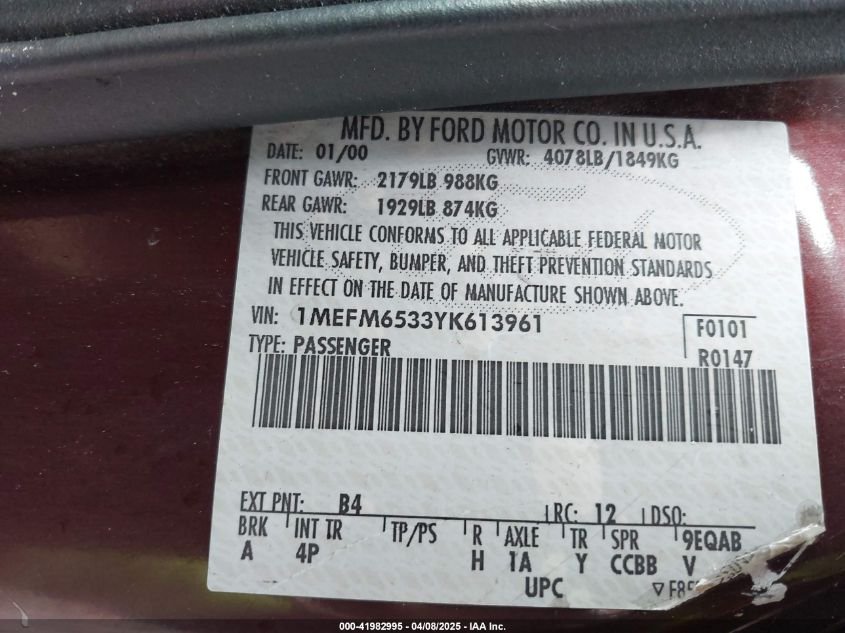 MFD. BY FORD MOTOR CO. IN U.S.A.
DATE: 01/00 GVWR: 4078LB/1849KG
FRONT GAWR: 2179LB 988KG
REAR GAWR: 1929LB 874KG
THIS VEHICLE CONFORMS TO ALL APPLICABLE FEDERAL MOTOR
VEHICLE SAFETY, BUMPER, AND THEFT PREVENTION STANDARDS
IN EFFECT ON THE DATE OF MANUFACTURE SHOWN ABOVE.
VIN: 1MEFM6533YK613961 F0101
TYPE: PASSENGER R0147
EXT PNT: B4 RC: 12 DSO:
BRK INT TR TP/PS R AXLE TR SPR 9EQAB
A 4P H 1A Y CCBB V
UPC
000-41982995 - 04/08/2025 - IAA Inc.